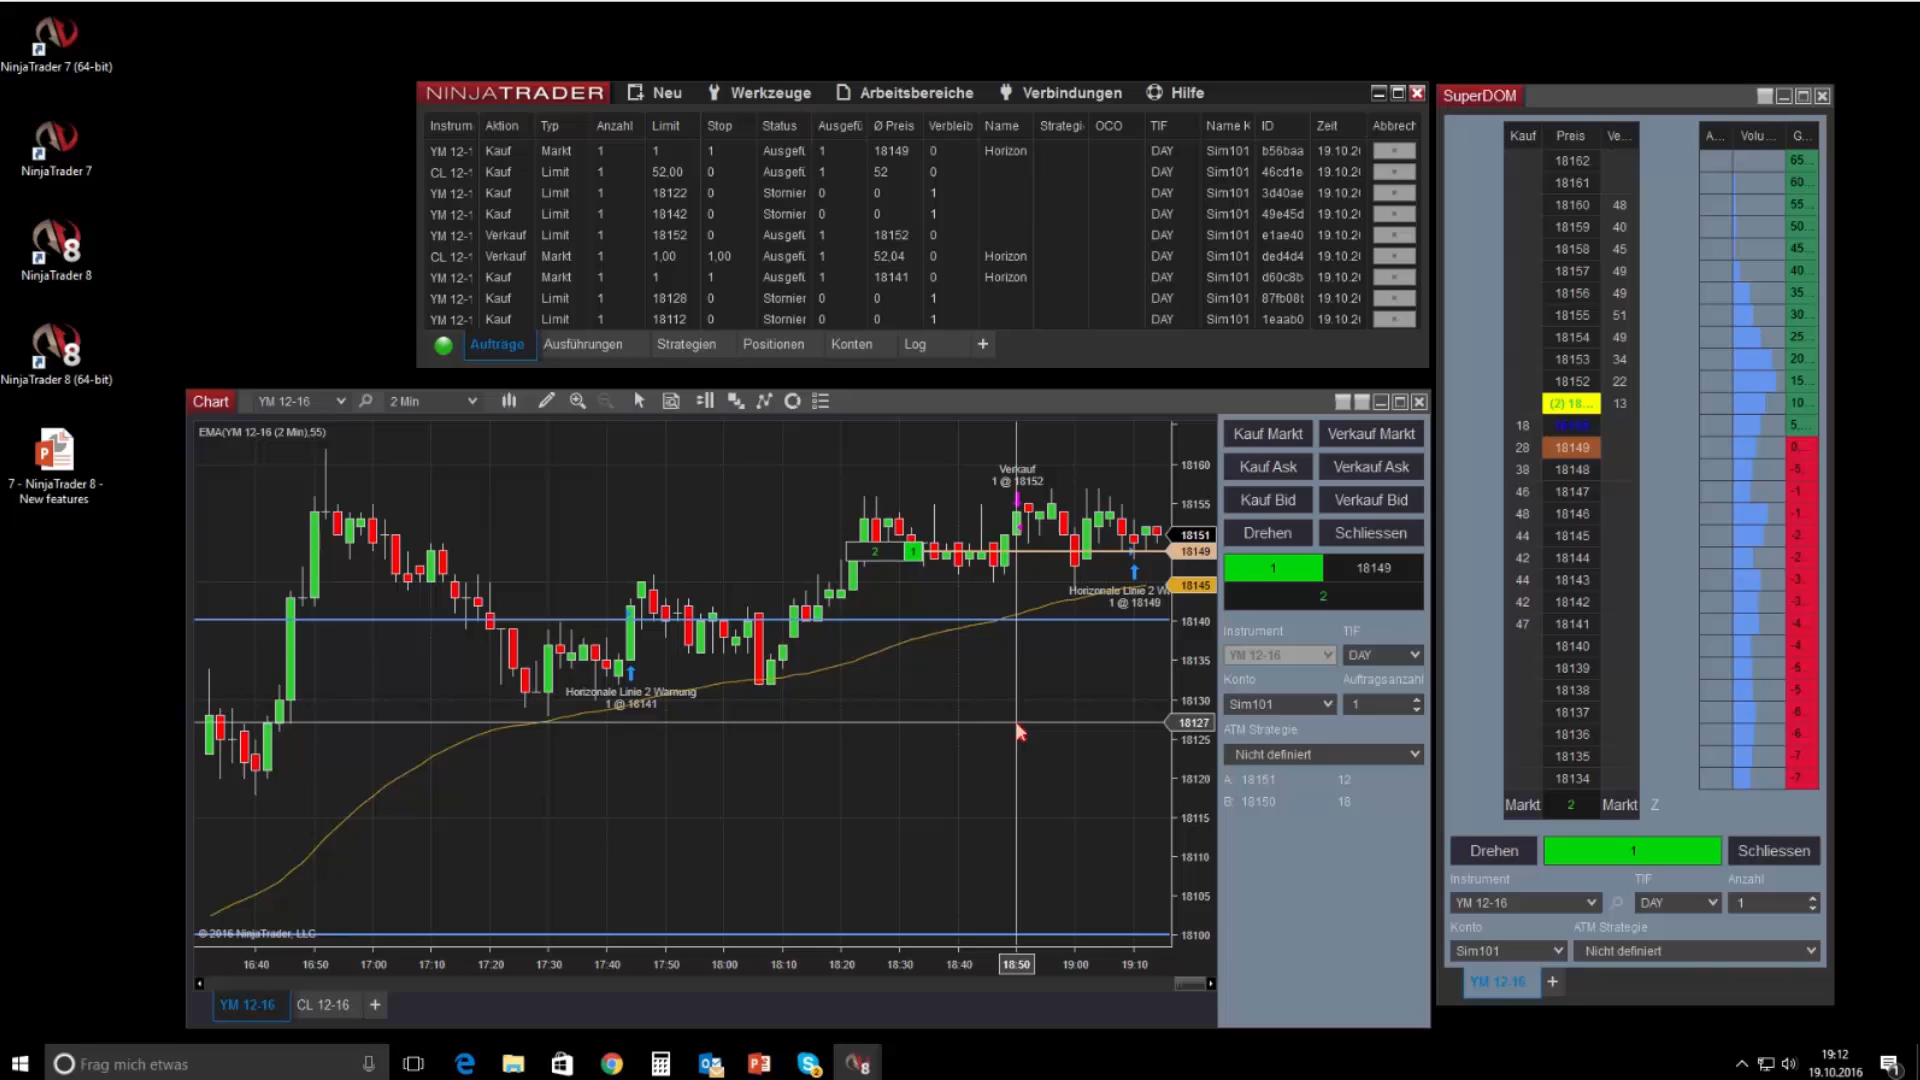 NinjaTrader 7 (64-bit)
NinjaTrader 7
8
NinjaTrader 8
8
NinjaTrader 8 (64-bit)
7 - NinjaTrader 8 -
New features
NINJATRADER Neu Werkzeuge Arbeitsbereiche Verbindungen Hilfe
Instrum Aktion Typ Anzahl Limit Stop Status Ausgefü Ø Preis Verbleib Name Strategi OCO TIF Name K ID Zeit Abbrech
YM 12-1 Kauf Markt 1 1 1 Ausgefü 1 18149 0 Horizon DAY Sim101 b56baa 19.10.20
CL 12-1 Kauf Limit 1 52,00 0 Ausgefü 1 52 0 DAY Sim101 46cd1e 19.10.20
YM 12-1 Kauf Limit 1 18122 0 Stornier 0 0 1 DAY Sim101 3d40ae 19.10.20
YM 12-1 Kauf Limit 1 18142 0 Stornier 0 0 1 DAY Sim101 49e45d 19.10.20
YM 12-1 Verkauf Limit 1 18152 0 Ausgefü 1 18152 0 DAY Sim101 e1ae40 19.10.20
CL 12-1 Verkauf Markt 1 1,00 1,00 Ausgefü 1 52,04 0 Horizon DAY Sim101 ded4d4 19.10.20
YM 12-1 Kauf Markt 1 1 1 Ausgefü 1 18141 0 Horizon DAY Sim101 d60c8b 19.10.20
YM 12-1 Kauf Limit 1 18128 0 Stornier 0 0 1 DAY Sim101 87fb08 19.10.20
YM 12-1 Kauf Limit 1 18112 0 Stornier 0 0 1 DAY Sim101 1eaab0 19.10.20
Aufträge Ausführungen Strategien Positionen Konten Log +
Chart YM 12-16 2 Min
EMA(YM 12-16 (2 Min),55)
Verkauf
1 @ 18152
2 1
Horizonale Linie 2 W
1 @ 18149
Horizonale Linie 2 Warnung
1 @ 18141
© 2016 NinjaTrader, LLC
18160
18155
18151
18149
18145
18140
18135
18130
18127
18125
18120
18115
18110
18105
18100
16:40 16:50 17:00 17:10 17:20 17:30 17:40 17:50 18:00 18:10 18:20 18:30 18:40 18:50 19:00 19:10
YM 12-16 CL 12-16 +
Kauf Markt Verkauf Markt
Kauf Ask Verkauf Ask
Kauf Bid Verkauf Bid
Drehen Schliessen
1 18149
2
Instrument TIF
YM 12-16 DAY
Konto Auftragsanzahl
Sim101 1
ATM Strategie
Nicht definiert
A: 18151 12
B: 18150 18
SuperDOM
Kauf Preis Ve... A... Volu... G...
18162 65...
18161 60...
18160 48 55...
18159 40 50...
18158 45 45...
18157 49 40...
18156 49 35...
18155 51 30...
18154 49 25...
18153 34 20...
18152 22 15...
(2) 18... 13 10...
18 5,...
28 18149 0,...
38 18148 -5,
46 18147 -1
48 18146 -1
44 18145 -2
42 18144 -2
44 18143 -3
42 18142 -3
47 18141 -4
18140 -4
18139 -5
18138 -5
18137 -6
18136 -6
18135 -7
18134 -7
Markt 2 Markt Z
Drehen 1 Schliessen
Instrument TIF Anzahl
YM 12-16 DAY 1
Konto ATM Strategie
Sim101 Nicht definiert
YM 12-16 +
Frag mich etwas
19:12
19.10.2016